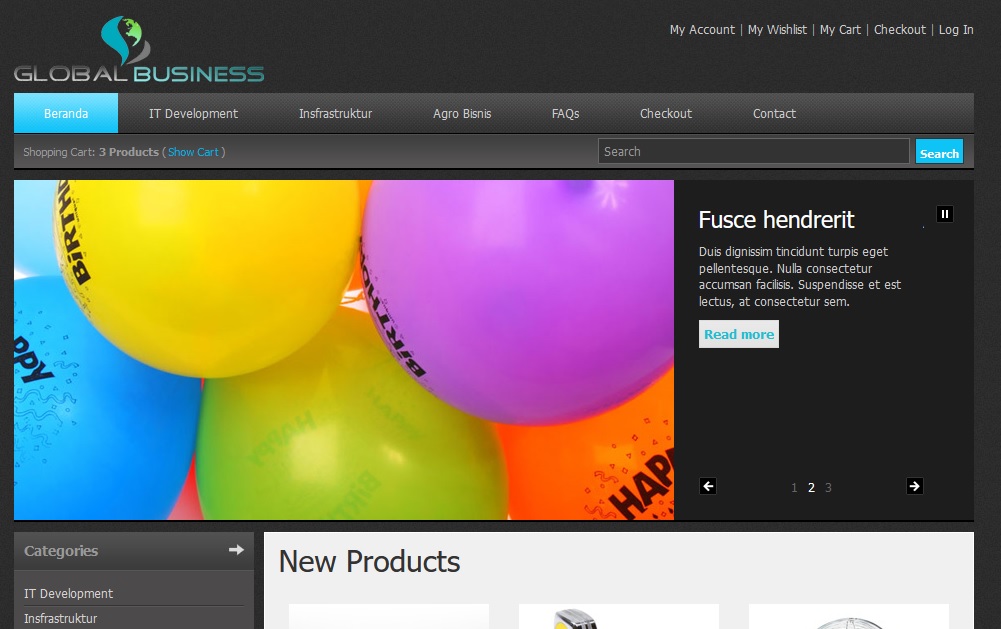 GLOBAL BUSINESS
My Account | My Wishlist | My Cart | Checkout | Log In
Beranda IT Development Insfrastruktur Agro Bisnis FAQs Checkout Contact
Shopping Cart: 3 Products ( Show Cart )
Search
Search
BiRTHD
BiRTHDAY
ppy
HAPPY
HAPP
Fusce hendrerit
Duis dignissim tincidunt turpis eget
pellentesque. Nulla consectetur
accumsan facilisis. Suspendisse et est
lectus, at consectetur sem.
Read more
1 2 3
Categories
IT Development
Insfrastruktur
New Products